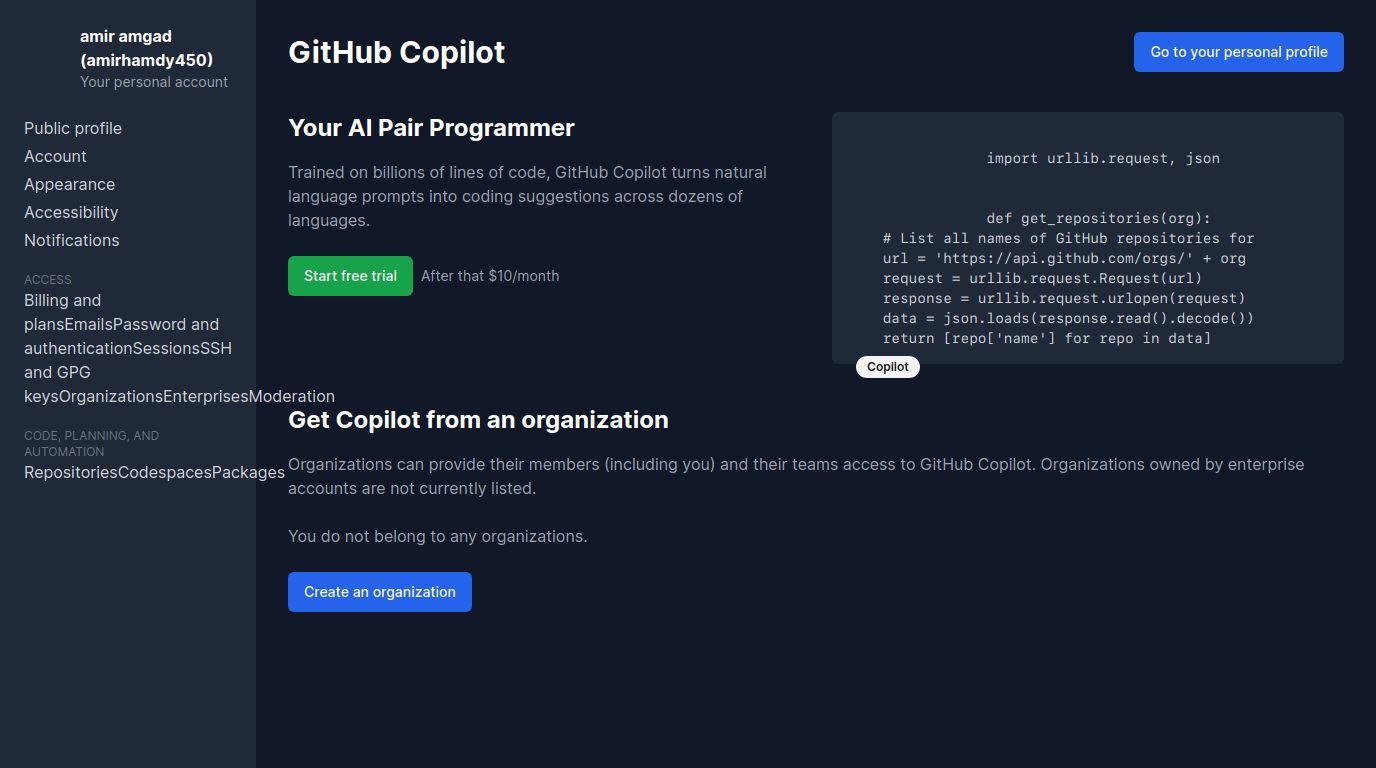 amir amgad
(amirhamdy450)
Your personal account
Public profile
Account
Appearance
Accessibility
Notifications
ACCESS
Billing and
plansEmailsPassword and
authenticationSessionsSSH
and GPG
keysOrganizationsEnterprisesModeration
CODE, PLANNING, AND
AUTOMATION
RepositoriesCodespacesPackages
GitHub Copilot
Go to your personal profile
Your AI Pair Programmer
Trained on billions of lines of code, GitHub Copilot turns natural
language prompts into coding suggestions across dozens of
languages.
Start free trial
After that $10/month
import urllib.request, json
def get_repositories(org):
# List all names of GitHub repositories for
url = 'https://api.github.com/orgs/' + org
request = urllib.request.Request(url)
response = urllib.request.urlopen(request)
data = json.loads(response.read().decode())
return [repo['name'] for repo in data]
Copilot
Get Copilot from an organization
Organizations can provide their members (including you) and their teams access to GitHub Copilot. Organizations owned by enterprise
accounts are not currently listed.
You do not belong to any organizations.
Create an organization